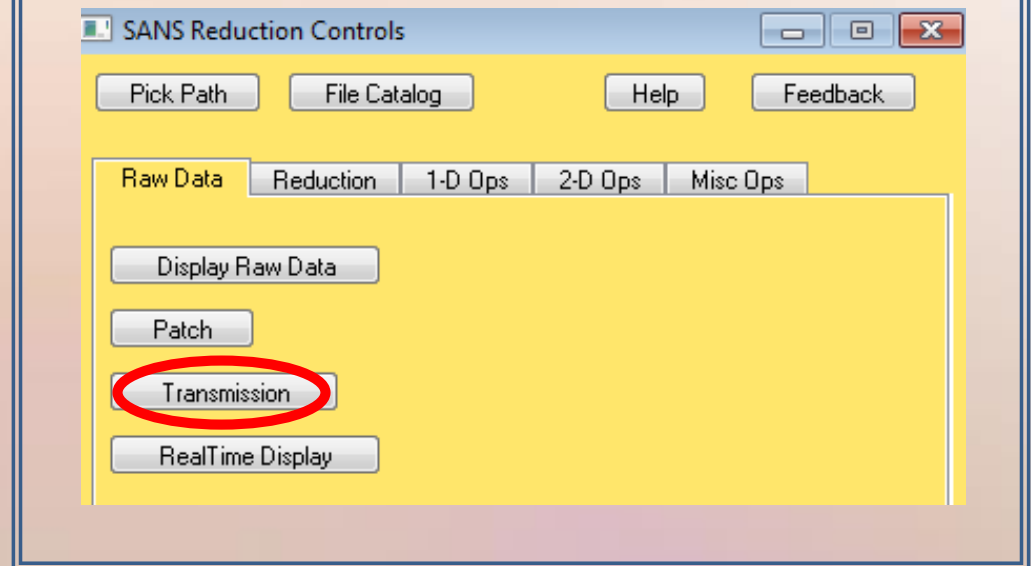 SANS Reduction Controls
Pick Path File Catalog Help Feedback
Raw Data Reduction 1-D Ops 2-D Ops Misc Ops
Display Raw Data
Patch
Transmission
RealTime Display